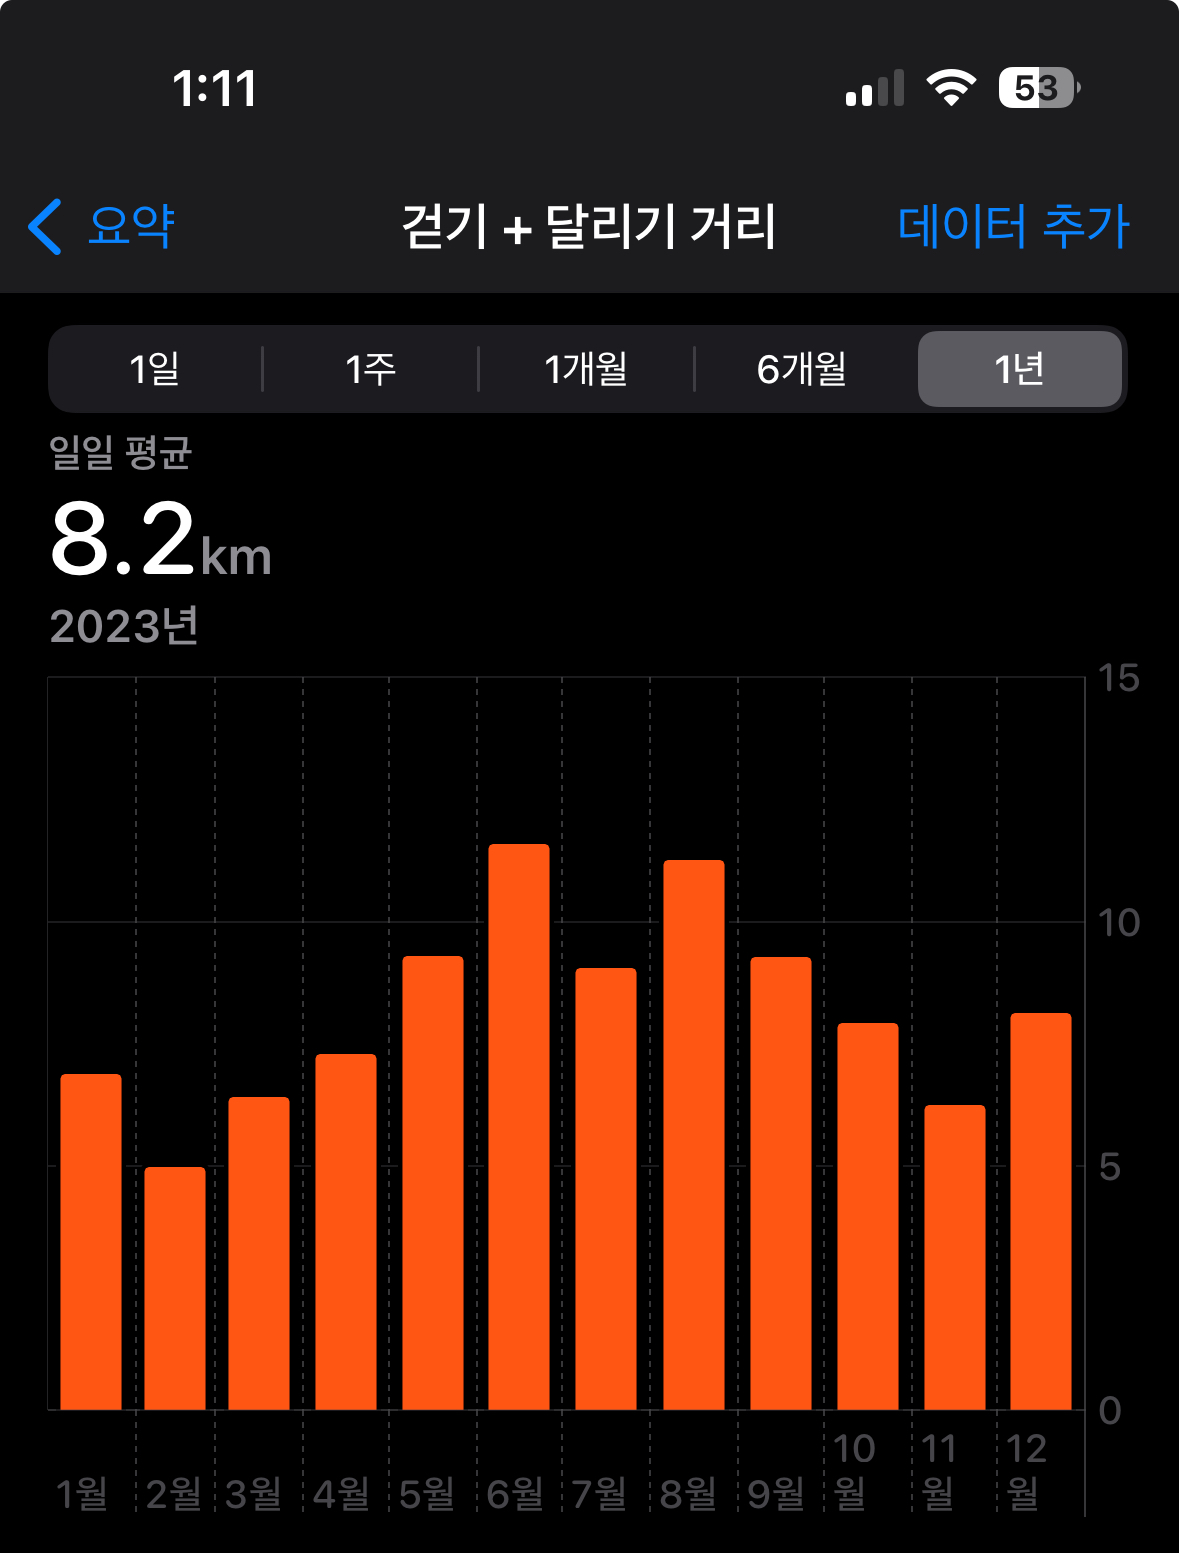 1:11
53
요약
걷기 + 달리기 거리
데이터 추가
1일 1주 1개월 6개월 1년
일일 평균
8.2km
2023년
15
10
5
0
1월 2월 3월 4월 5월 6월 7월 8월 9월 10월 11월 12월